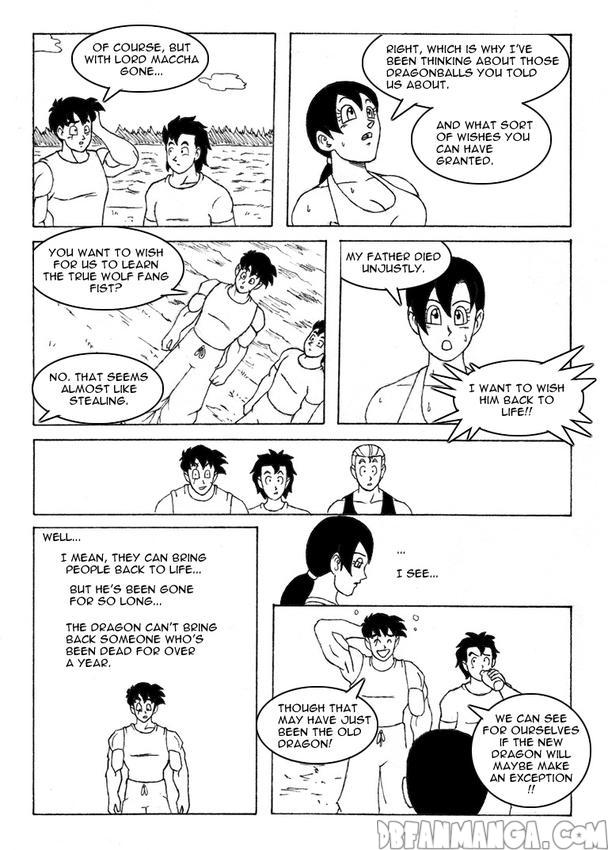 OF COURSE, BUT
WITH LORD MACCHA
GONE...
RIGHT, WHICH IS WHY I'VE
BEEN THINKING ABOUT THOSE
DRAGONBALLS YOU TOLD
US ABOUT.
AND WHAT SORT
OF WISHES YOU
CAN HAVE
GRANTED.
YOU WANT TO WISH
FOR US TO LEARN
THE TRUE WOLF FANG
FIST?
NO. THAT SEEMS
ALMOST LIKE
STEALING.
MY FATHER DIED
UNJUSTLY.
I WANT TO WISH
HIM BACK TO
LIFE!!
WELL...
I MEAN, THEY CAN BRING
PEOPLE BACK TO LIFE...
BUT HE'S BEEN GONE
FOR SO LONG...
THE DRAGON CAN'T BRING
BACK SOMEONE WHO'S
BEEN DEAD FOR OVER
A YEAR.
...
I SEE...
THOUGH THAT
MAY HAVE JUST
BEEN THE OLD
DRAGON!
WE CAN SEE
FOR OURSELVES
IF THE NEW
DRAGON WILL
MAYBE MAKE
AN EXCEPTION
!!
DBFANMANGA.COM